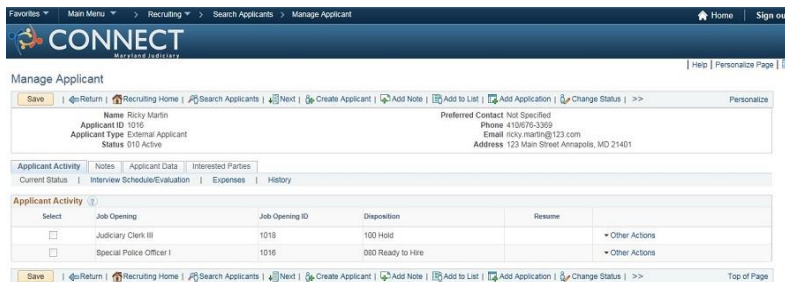 Favorites Main Menu > Recruiting > Search Applicants > Manage Applicant Home Sign ou
CONNECT
Maryland Judiciary
| Help | Personalize Page |
Manage Applicant
Save | Return | Recruiting Home | Search Applicants | Next | Create Applicant | Add Note | Add to List | Add Application | Change Status | >> Personalize
Name Ricky Martin Preferred Contact Not Specified
Applicant ID 1016 Phone 410/676-3369
Applicant Type External Applicant Email ricky.martin@123.com
Status 010 Active Address 123 Main Street Annapolis, MD 21401
Applicant Activity Notes Applicant Data Interested Parties
Current Status | Interview Schedule/Evaluation | Expenses | History
Applicant Activity ?
Select Job Opening Job Opening ID Disposition Resume
Judiciary Clerk III 1018 100 Hold Other Actions
Special Police Officer I 1016 080 Ready to Hire Other Actions
Save | Return | Recruiting Home | Search Applicants | Next | Create Applicant | Add Note | Add to List | Add Application | Change Status | >> Top of Page